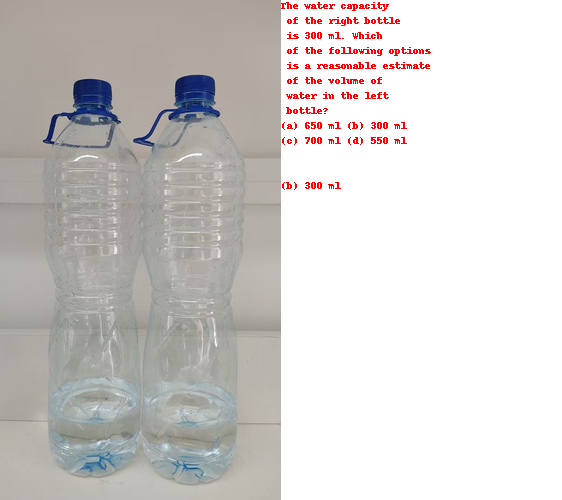 The water capacity
of the right bottle
is 300 ml. Which
of the following options
is a reasonable estimate
of the volume of
water in the left
bottle?
(a) 650 ml (b) 300 ml
(c) 700 ml (d) 550 ml
(b) 300 ml